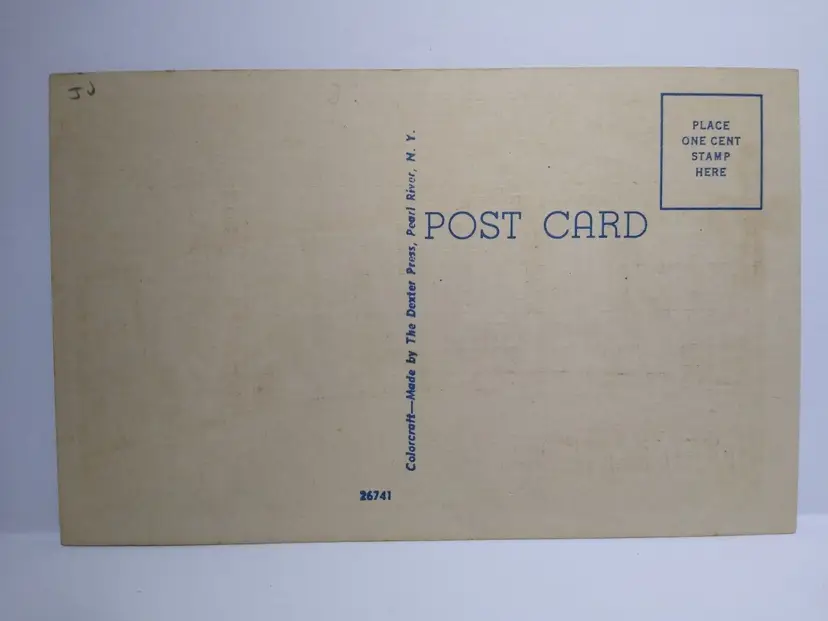 PLACE
ONE CENT
STAMP
HERE
POST CARD
Colorcraft—Made by The Dexter Press, Pearl River, N. Y.
26741